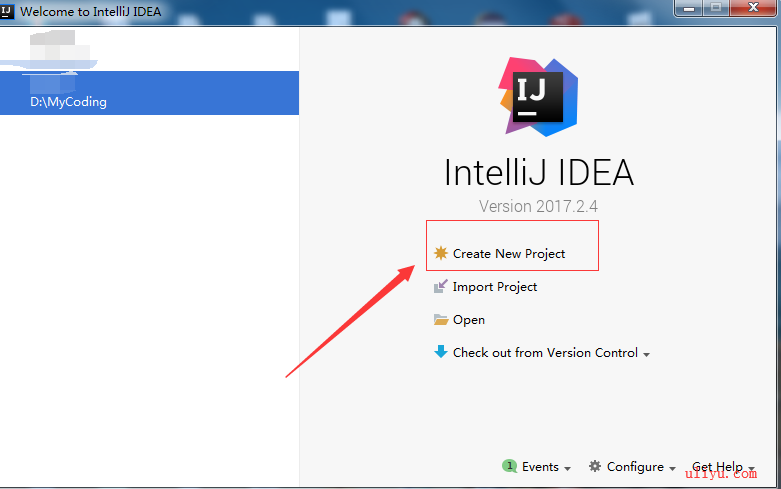 Welcome to IntelliJ IDEA
D:\MyCoding
IJ
IntelliJ IDEA
Version 2017.2.4
Create New Project
Import Project
Open
Check out from Version Control
1 Events Configure Get Help
uliyu.com